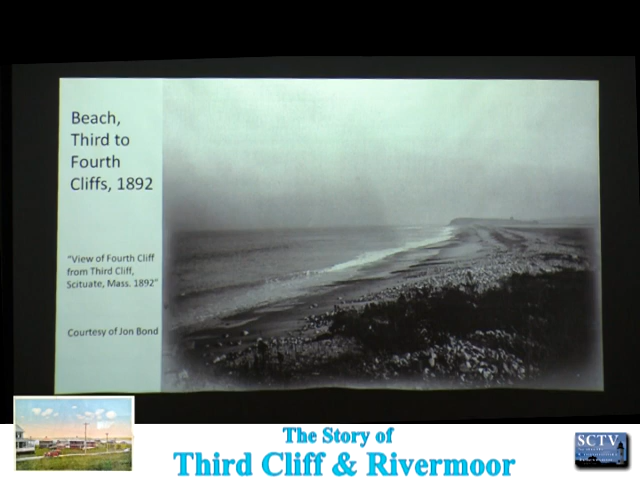 Beach,
Third to
Fourth
Cliffs, 1892
"View of Fourth Cliff
from Third Cliff,
Scituate, Mass. 1892"
Courtesy of Jon Bond
The Story of
Third Cliff & Rivermoor
SCTV